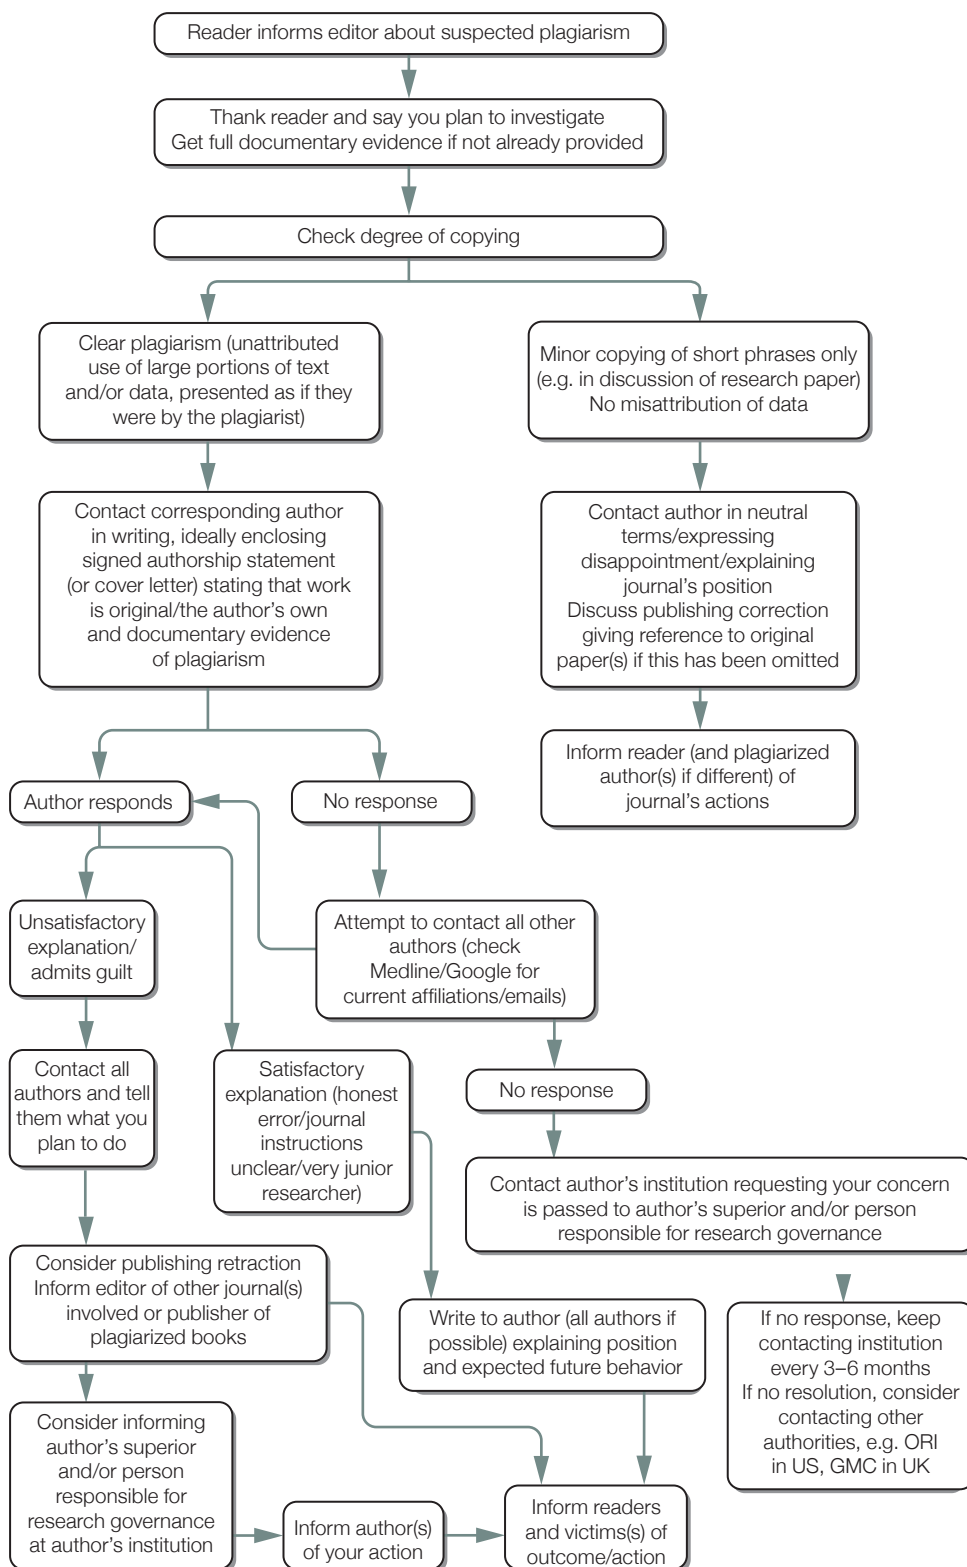 Reader informs editor about suspected plagiarism
Thank reader and say you plan to investigate
Get full documentary evidence if not already provided
Check degree of copying
Clear plagiarism (unattributed
use of large portions of text
and/or data, presented as if they
were by the plagiarist)
Minor copying of short phrases only
(e.g. in discussion of research paper)
No misattribution of data
Contact corresponding author
in writing, ideally enclosing
signed authorship statement
(or cover letter) stating that work
is original/the author's own
and documentary evidence
of plagiarism
Contact author in neutral
terms/expressing
disappointment/explaining
journal's position
Discuss publishing correction
giving reference to original
paper(s) if this has been omitted
Inform reader (and plagiarized
author(s) if different) of
journal's actions
Author responds
No response
Unsatisfactory
explanation/
admits guilt
Attempt to contact all other
authors (check
Medline/Google for
current affiliations/emails)
Contact all
authors and tell
them what you
plan to do
Satisfactory
explanation (honest
error/journal
instructions
unclear/very junior
researcher)
No response
Contact author's institution requesting your concern
is passed to author's superior and/or person
responsible for research governance
Consider publishing retraction
Inform editor of other journal(s)
involved or publisher of
plagiarized books
Write to author (all authors if
possible) explaining position
and expected future behavior
If no response, keep
contacting institution
every 3–6 months
If no resolution, consider
contacting other
authorities, e.g. ORI
in US, GMC in UK
Consider informing
author's superior
and/or person
responsible for
research governance
at author's institution
Inform author(s)
of your action
Inform readers
and victims(s) of
outcome/action